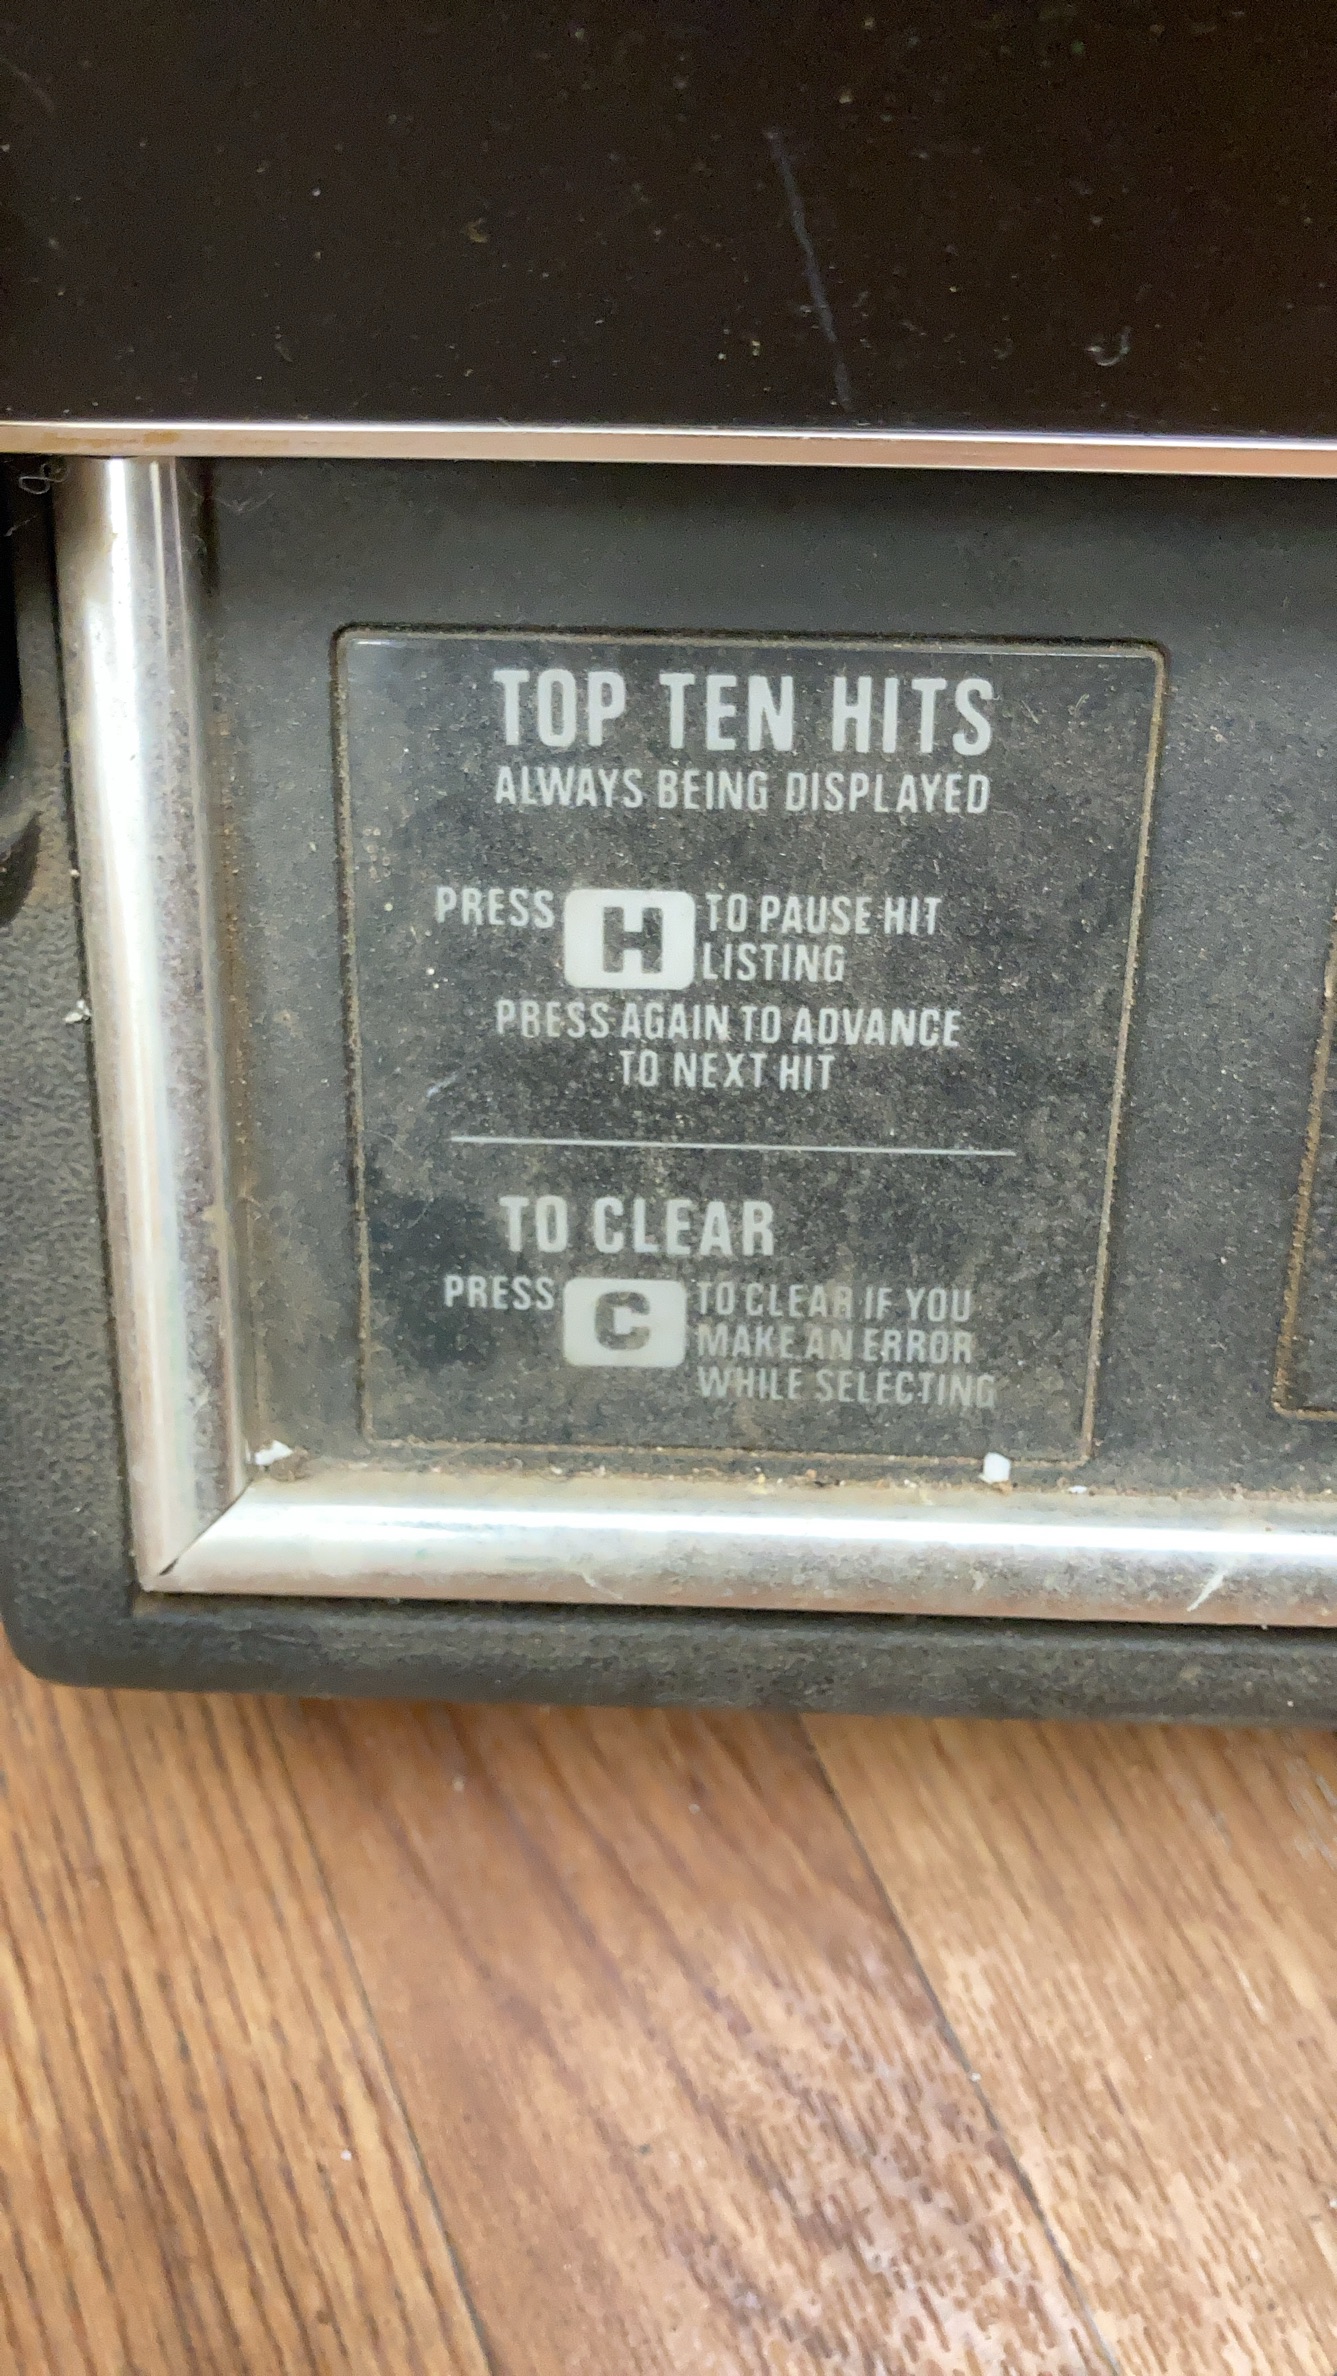 TOP TEN HITS
ALWAYS BEING DISPLAYED
PRESS H TO PAUSE HIT
LISTING
PRESS AGAIN TO ADVANCE
TO NEXT HIT
TO CLEAR
PRESS C TO CLEAR IF YOU
MAKE AN ERROR
WHILE SELECTING